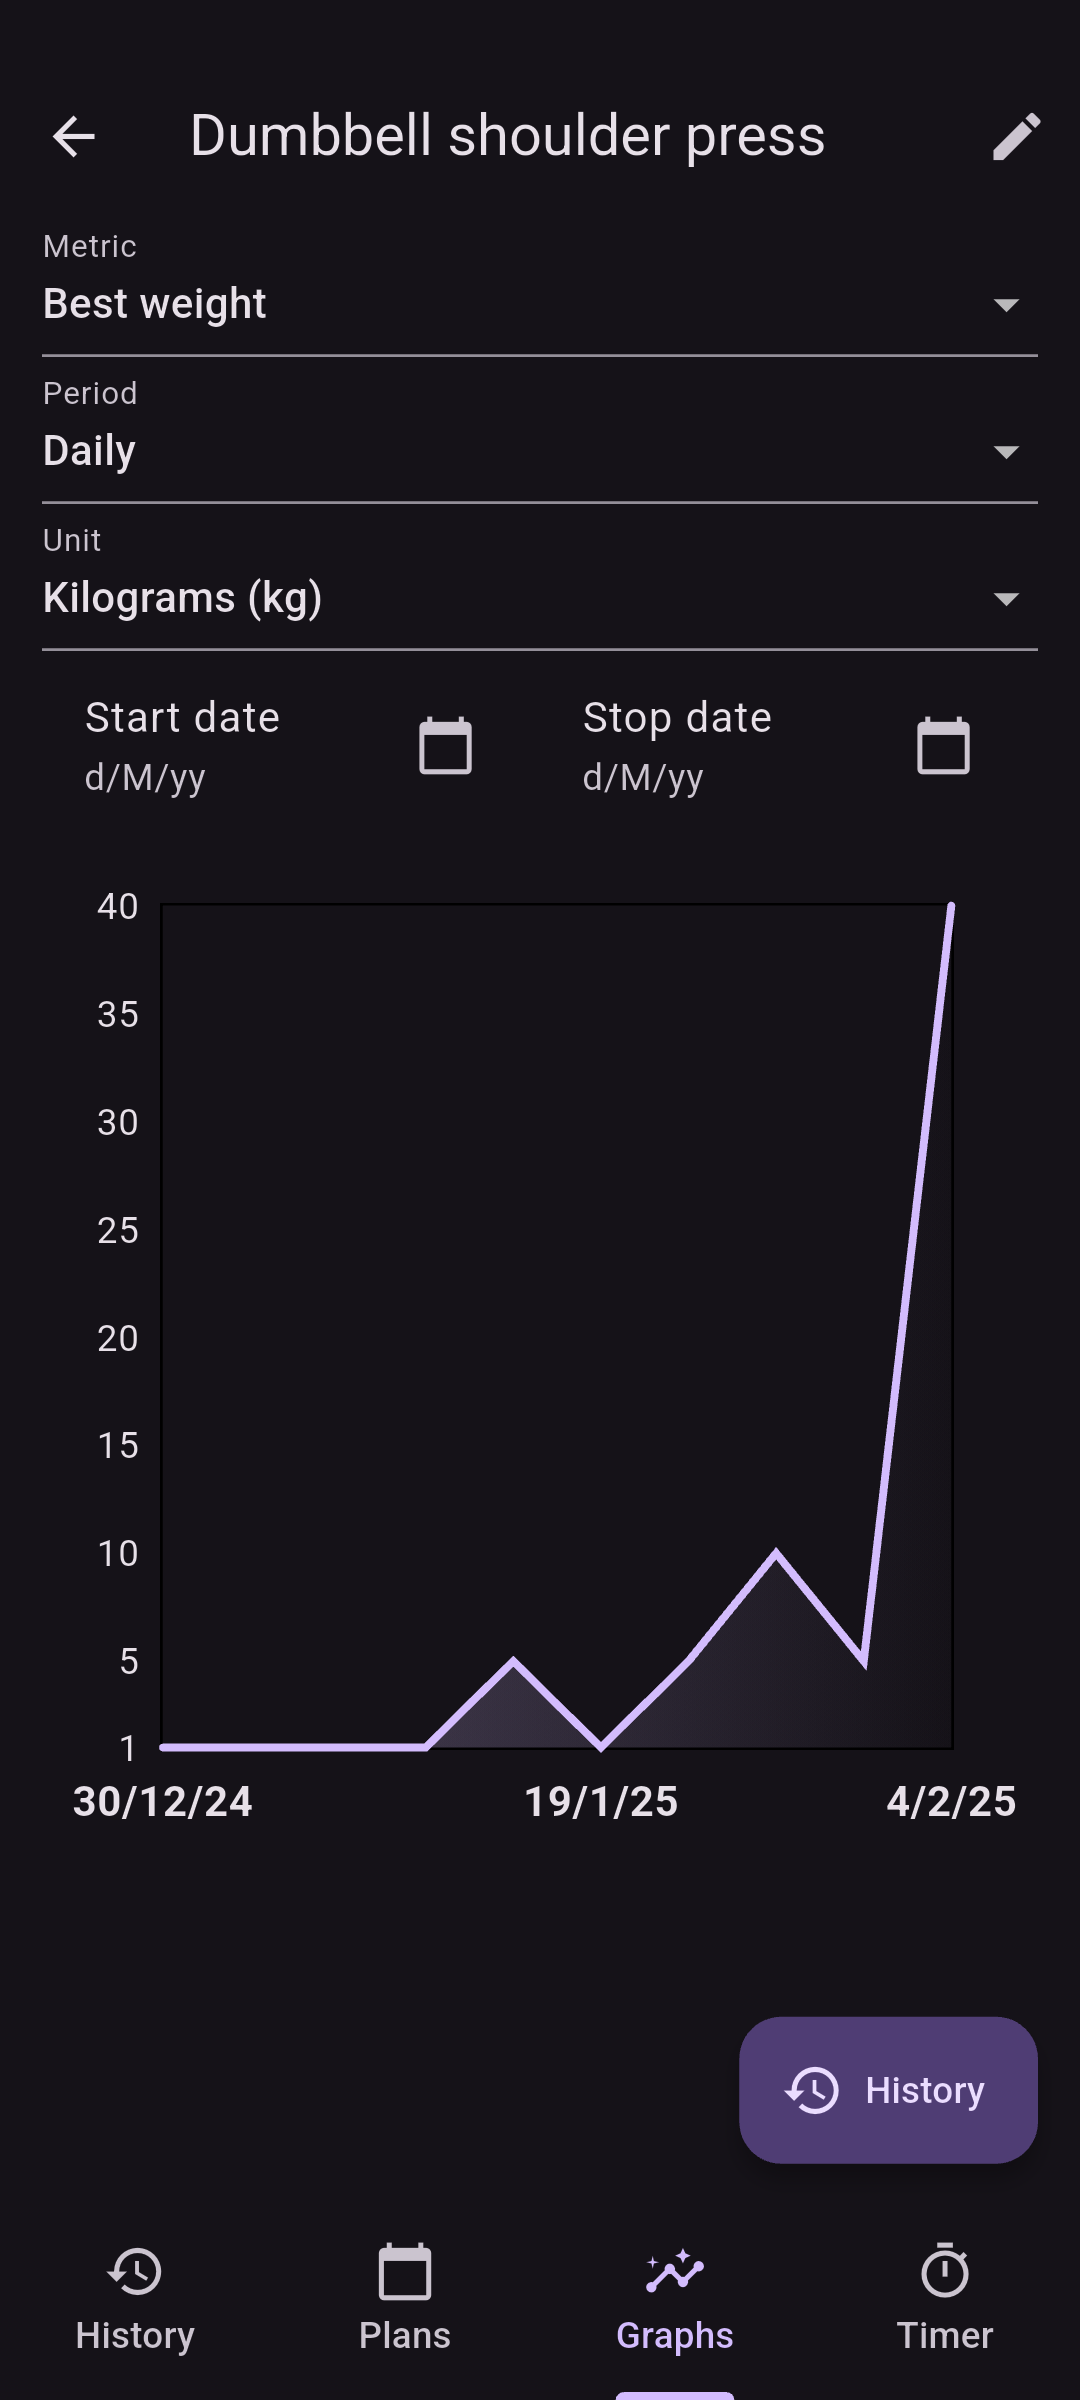 Dumbbell shoulder press
Metric
Best weight
Period
Daily
Unit
Kilograms (kg)
Start date
d/M/yy
Stop date
d/M/yy
40
35
30
25
20
15
10
5
1
30/12/24
19/1/25
4/2/25
History
History
Plans
Graphs
Timer